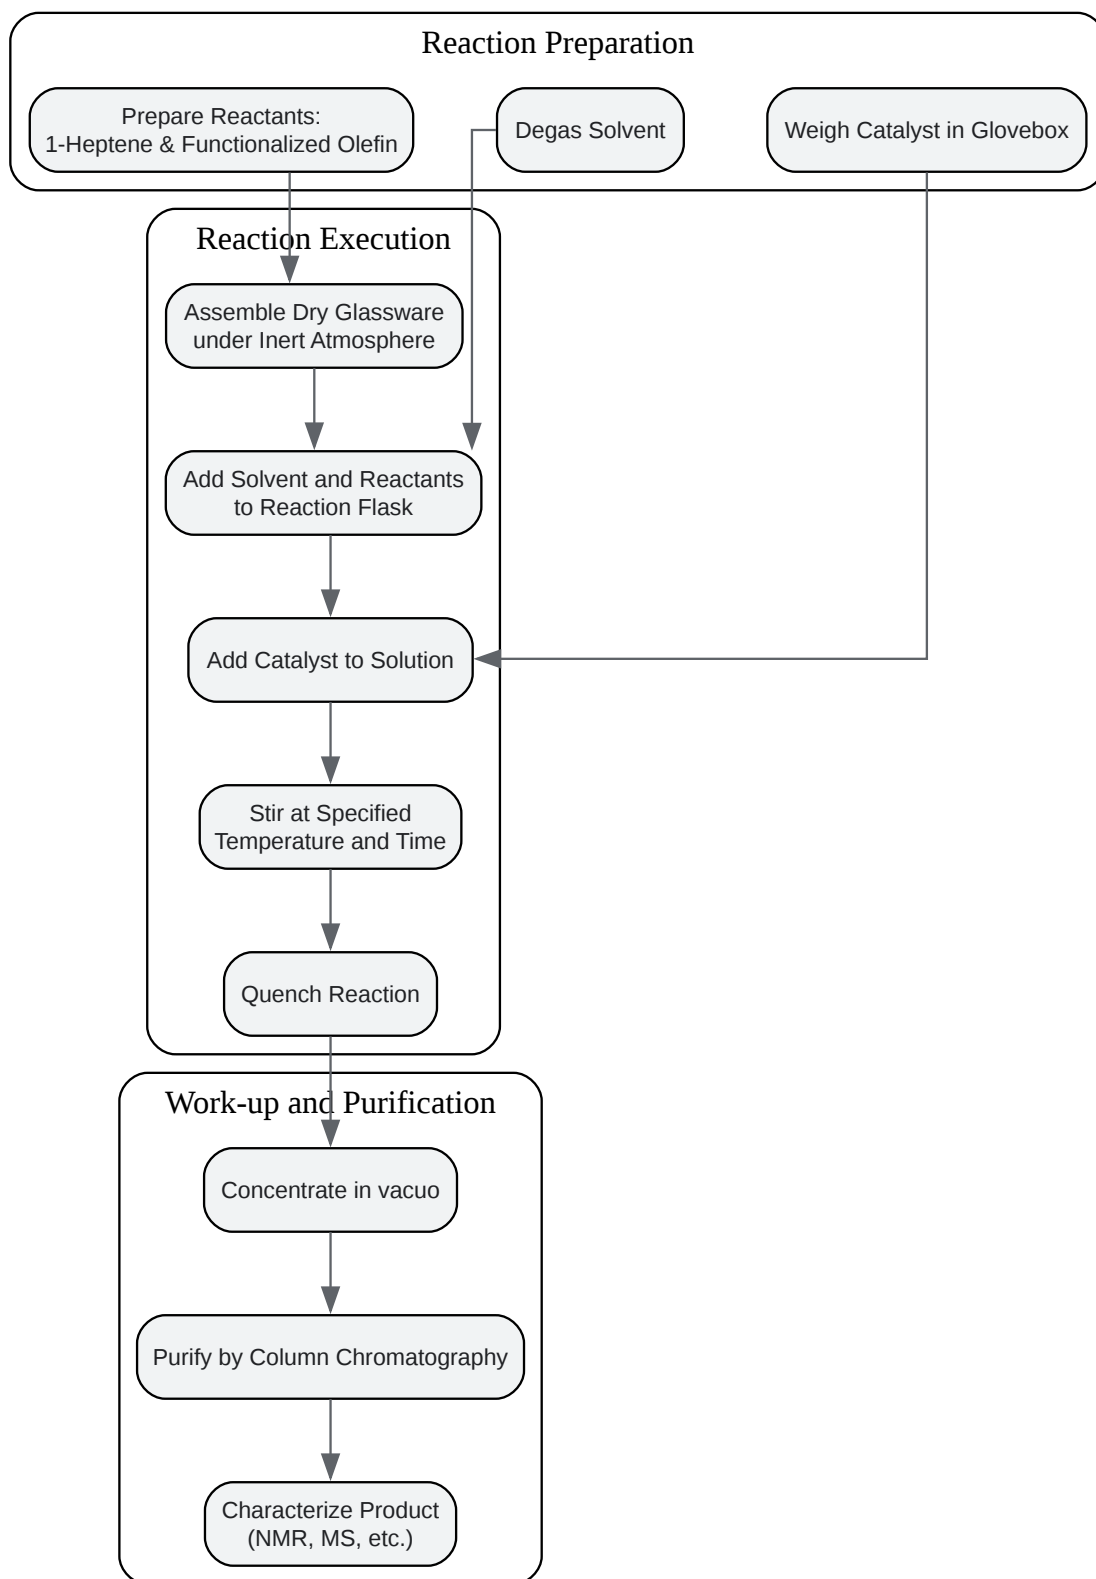 Reaction Preparation
Prepare Reactants:
1-Heptene & Functionalized Olefin
Degas Solvent
Weigh Catalyst in Glovebox
Reaction Execution
Assemble Dry Glassware
under Inert Atmosphere
Add Solvent and Reactants
to Reaction Flask
Add Catalyst to Solution
Stir at Specified
Temperature and Time
Quench Reaction
Work-up and Purification
Concentrate in vacuo
Purify by Column Chromatography
Characterize Product
(NMR, MS, etc.)